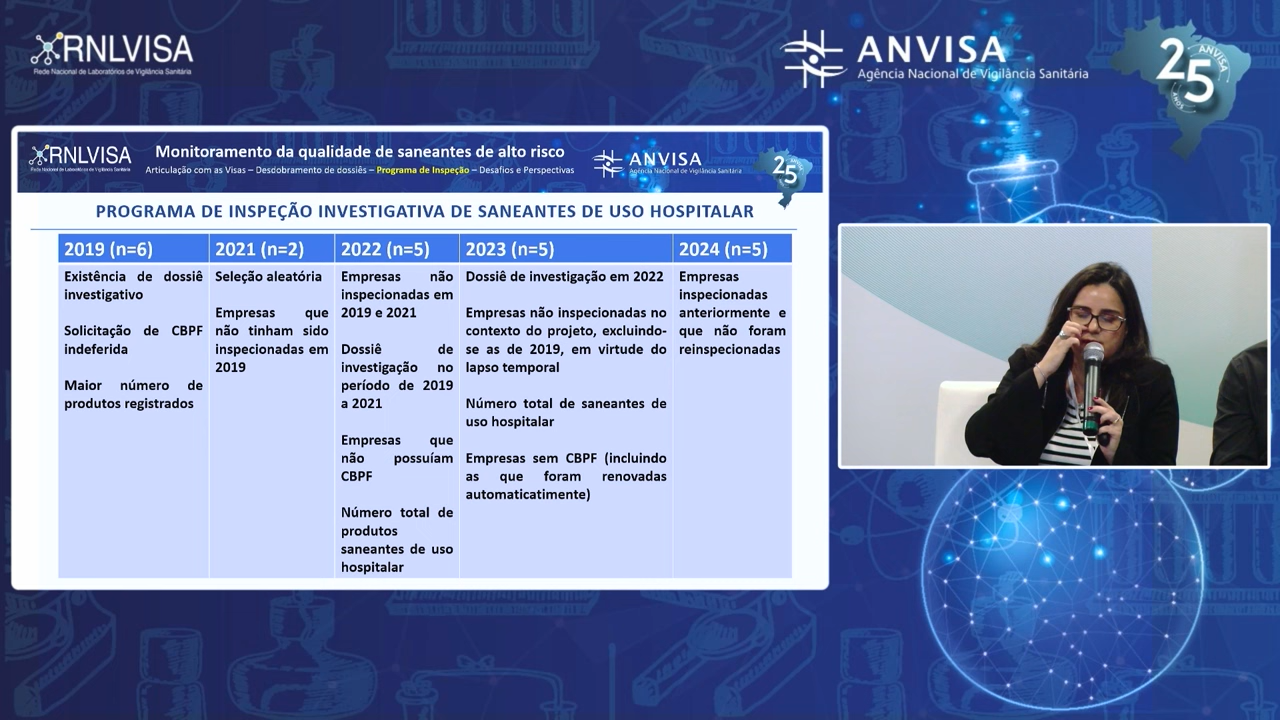 RNLVISA
Rede Nacional de Laboratórios de Vigilância Sanitária
ANVISA
Agência Nacional de Vigilância Sanitária
25
ANVISA
ANOS
RNLVISA
Rede Nacional de Laboratórios de Vigilância Sanitária
Monitoramento da qualidade de saneantes de alto risco
Articulação com as Visas – Desdobramento de dossiês – Programa de Inspeção – Desafios e Perspectivas
ANVISA
Agência Nacional de Vigilância Sanitária
25
PROGRAMA DE INSPEÇÃO INVESTIGATIVA DE SANEANTES DE USO HOSPITALAR
2019 (n=6)
Existência de dossiê
investigativo
Solicitação de CBPF
indeferida
Maior número de
produtos registrados
2021 (n=2)
Seleção aleatória
Empresas que
não tinham sido
inspecionadas em
2019
2022 (n=5)
Empresas não
inspecionadas em
2019 e 2021
Dossiê de
investigação no
período de 2019
a 2021
Empresas que
não possuíam
CBPF
Número total de
produtos
saneantes de uso
hospitalar
2023 (n=5)
Dossiê de investigação em 2022
Empresas não inspecionadas no
contexto do projeto, excluindo-
se as de 2019, em virtude do
lapso temporal
Número total de saneantes de
uso hospitalar
Empresas sem CBPF (incluindo
as que foram renovadas
automaticatimente)
2024 (n=5)
Empresas
inspecionadas
anteriormente e
que não foram
reinspecionadas